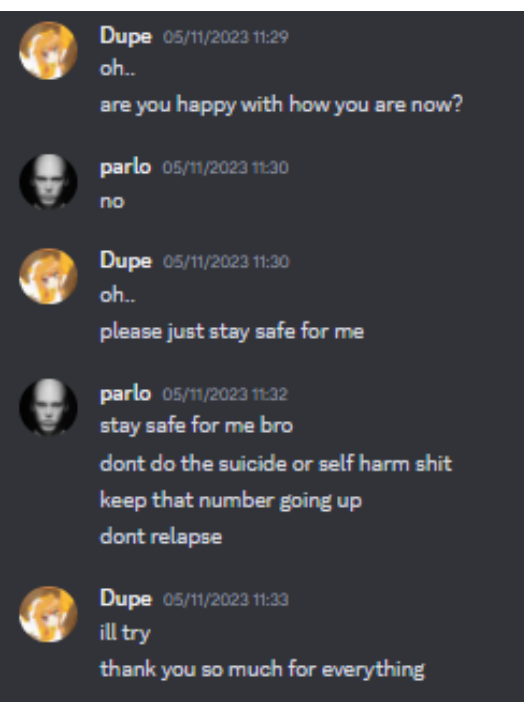 Dupe 05/11/2023 11:29
oh..
are you happy with how you are now?
parlo 05/11/2023 11:30
no
Dupe 05/11/2023 11:30
oh..
please just stay safe for me
parlo 05/11/2023 11:32
stay safe for me bro
dont do the suicide or self harm shit
keep that number going up
dont relapse
Dupe 05/11/2023 11:33
ill try
thank you so much for everything